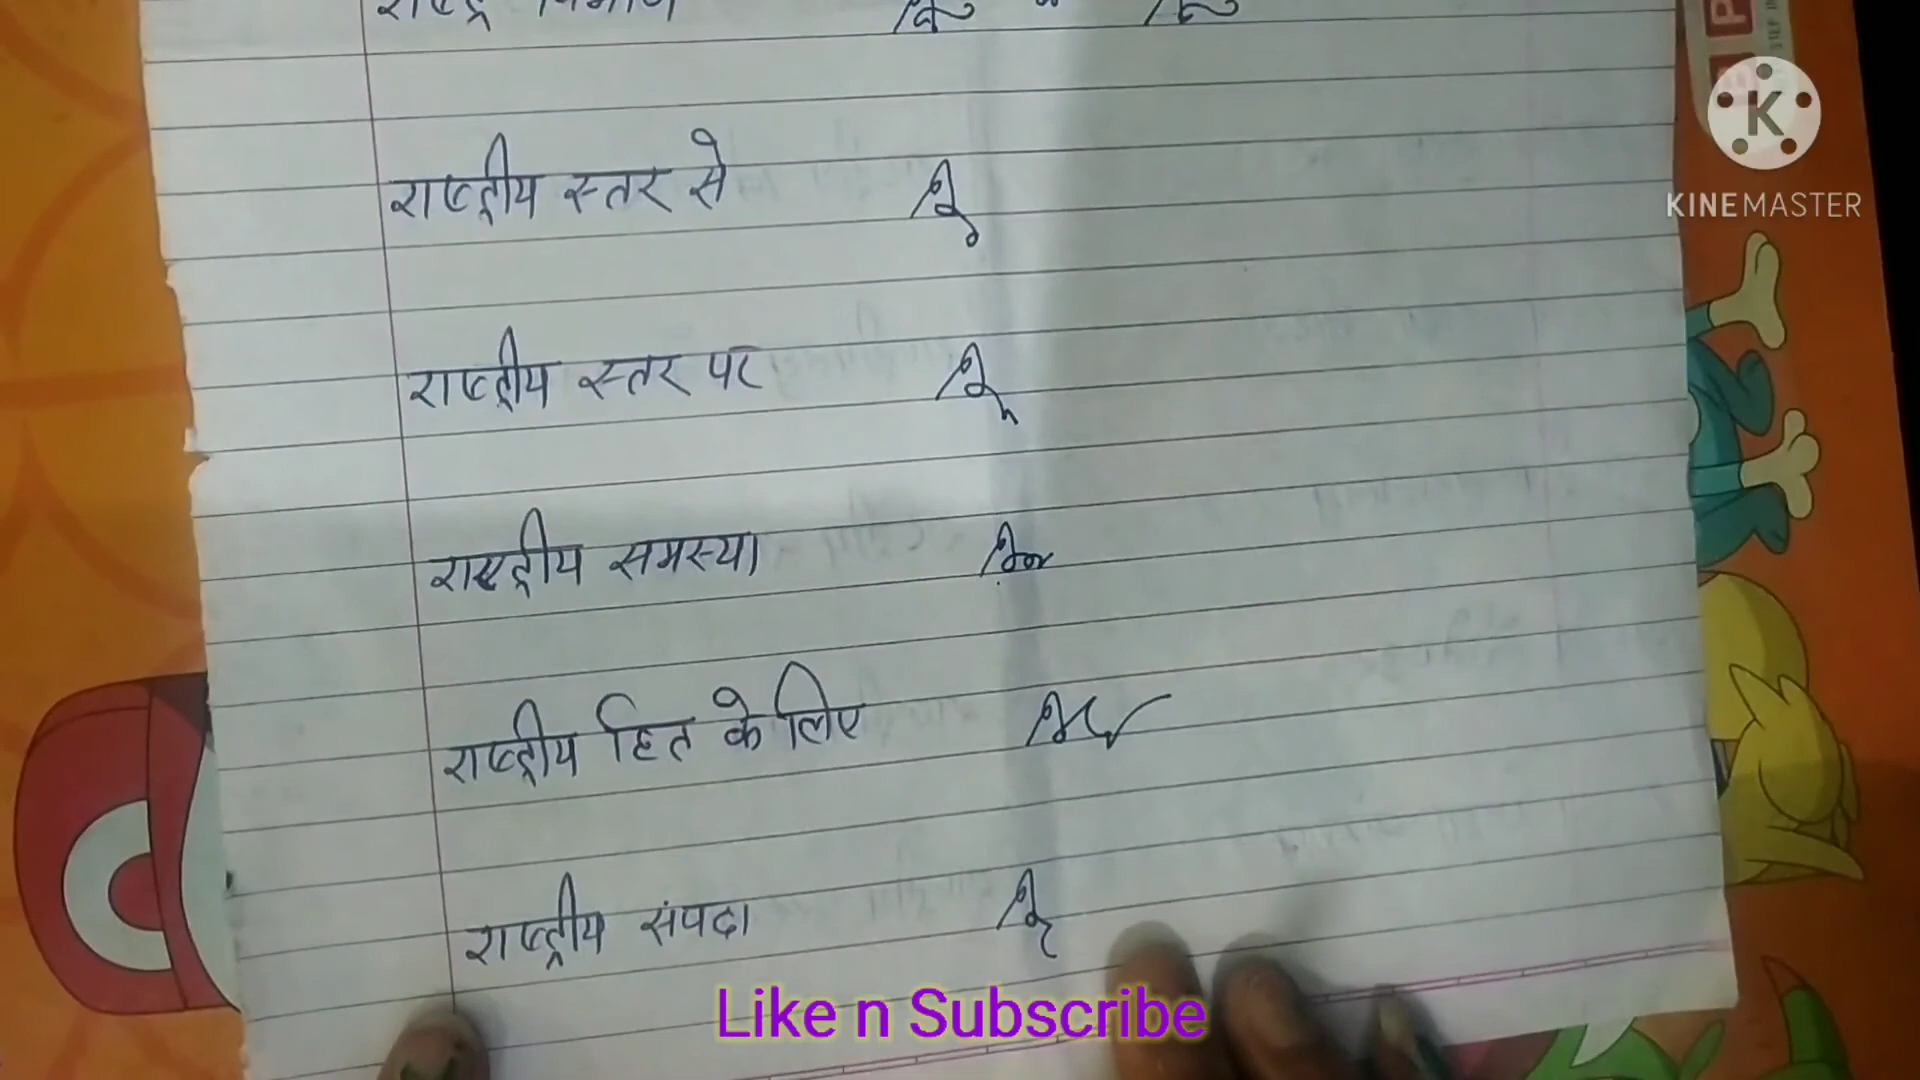 राष्ट्र निर्माण
राष्ट्रीय स्तर से
राष्ट्रीय स्तर पर
राष्ट्रीय समस्या
राष्ट्रीय हित के लिए
राष्ट्रीय संपदा
K
KINEMASTER
Like n Subscribe